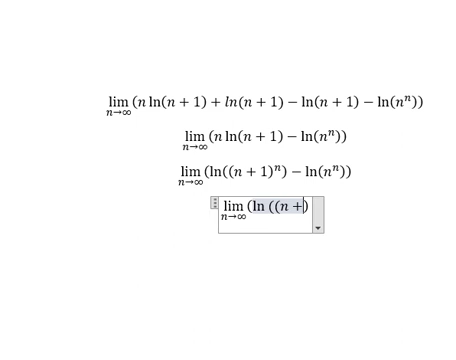 lim n→∞ (n ln(n + 1) + ln(n + 1) − ln(n + 1) − ln(nⁿ))
lim n→∞ (n ln(n + 1) − ln(nⁿ))
lim n→∞ (ln((n + 1)ⁿ) − ln(nⁿ))
lim n→∞ (ln ((n +)